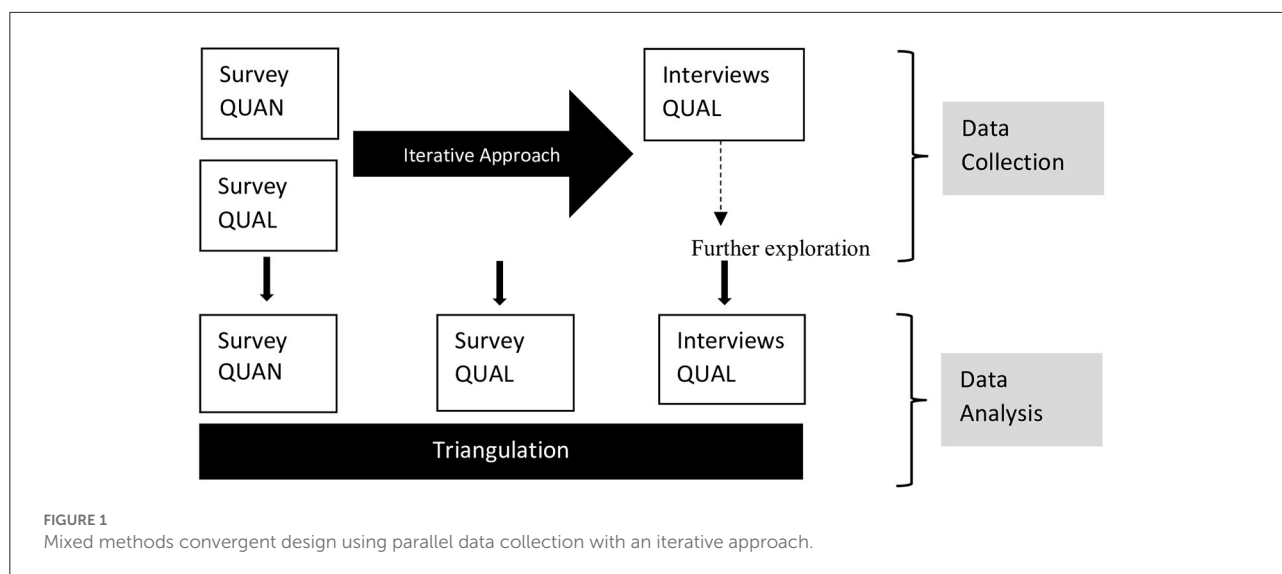 Survey
QUAN
Survey
QUAL
Iterative Approach
Interviews
QUAL
Further exploration
Data
Collection
Survey
QUAN
Survey
QUAL
Interviews
QUAL
Data
Analysis
Triangulation
FIGURE 1
Mixed methods convergent design using parallel data collection with an iterative approach.